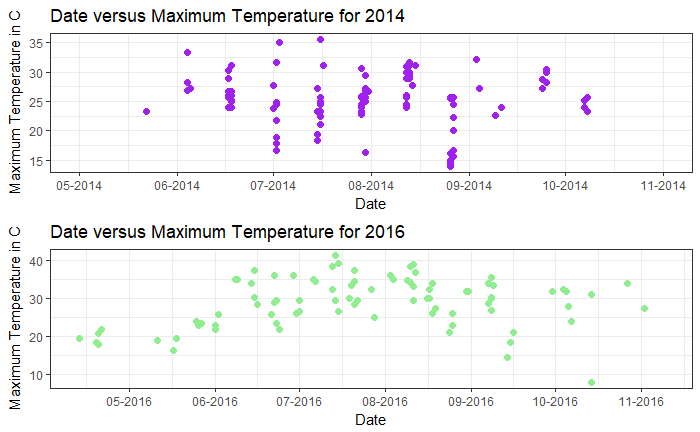 Date versus Maximum Temperature for 2014
Maximum Temperature in C
35
30
25
20
15
05-2014 06-2014 07-2014 08-2014 09-2014 10-2014 11-2014
Date
Date versus Maximum Temperature for 2016
Maximum Temperature in C
40
30
20
10
05-2016 06-2016 07-2016 08-2016 09-2016 10-2016 11-2016
Date